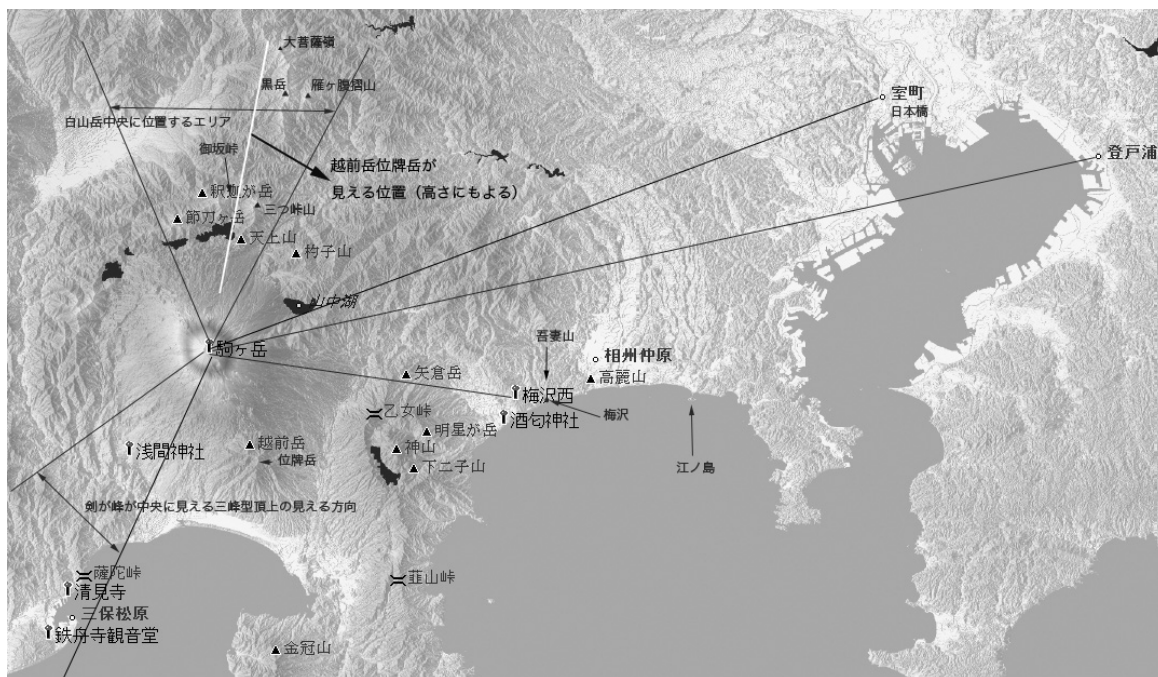 大菩薩嶺
黒岳
雁ヶ腹摺山
室町
日本橋
白山岳中央に位置するエリア
御坂峠
越前岳位牌岳が
見える位置（高さにもよる）
登戸浦
釈迦が岳
節刀ヶ岳
三つ峠山
天上山
杓子山
山中湖
駒ヶ岳
吾妻山
相州仲原
矢倉岳
高麗山
梅沢西
乙女峠
酒匂神社
梅沢
明星が岳
越前岳
浅間神社
神山
位牌岳
下二子山
江ノ島
剣が峰が中央に見える三峰型頂上の見える方向
薩陀峠
韮山峠
清見寺
三保松原
鉄舟寺観音堂
金冠山